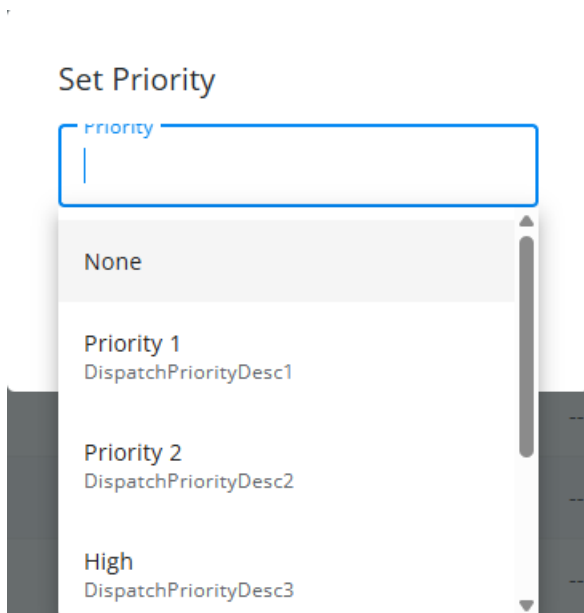 Set Priority
Priority
None
Priority 1
DispatchPriorityDesc1
Priority 2
DispatchPriorityDesc2
High
DispatchPriorityDesc3
--
--
--